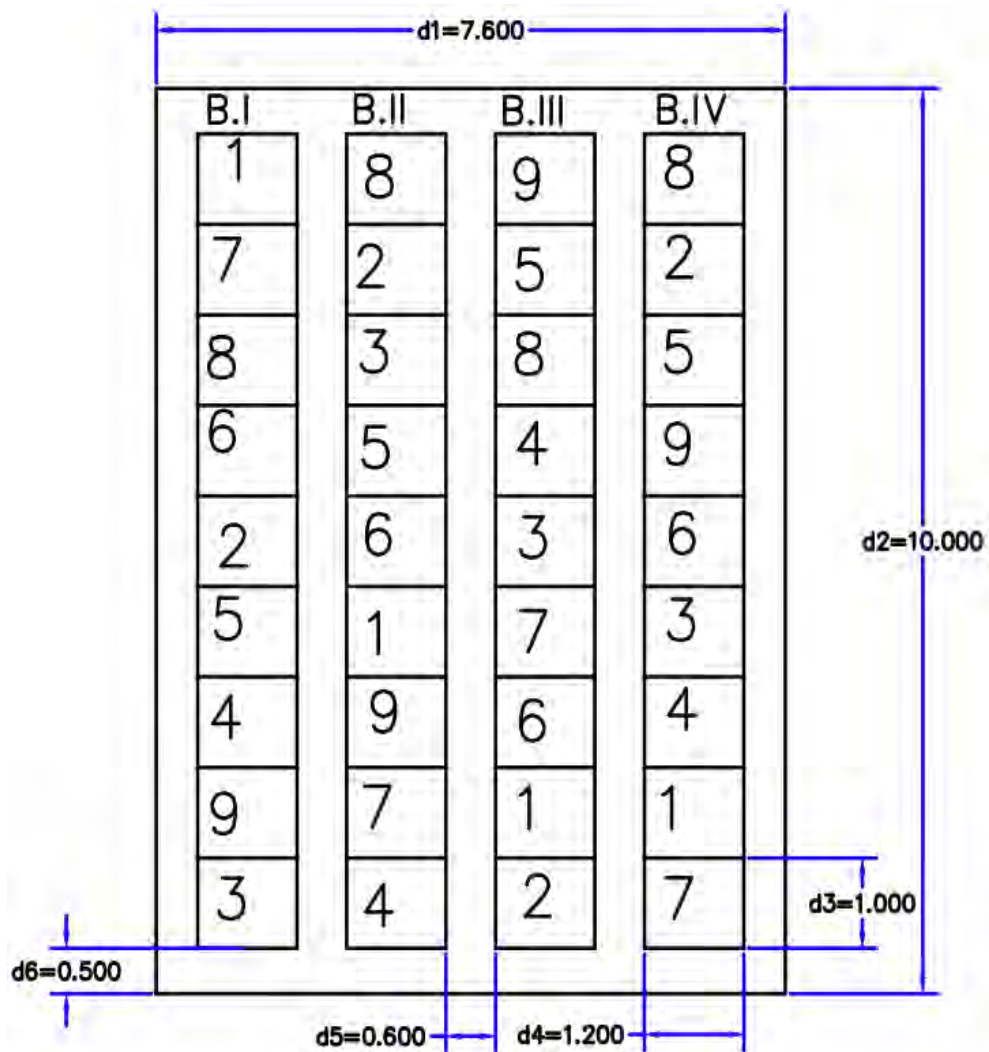 d1=7.600
B.I B.II B.III B.IV
1 8 9 8
7 2 5 2
8 3 8 5
6 5 4 9
2 6 3 6
d2=10.000
5 1 7 3
4 9 6 4
9 7 1 1
3 4 2 7
d3=1.000
d6=0.500
d5=0.600 d4=1.200